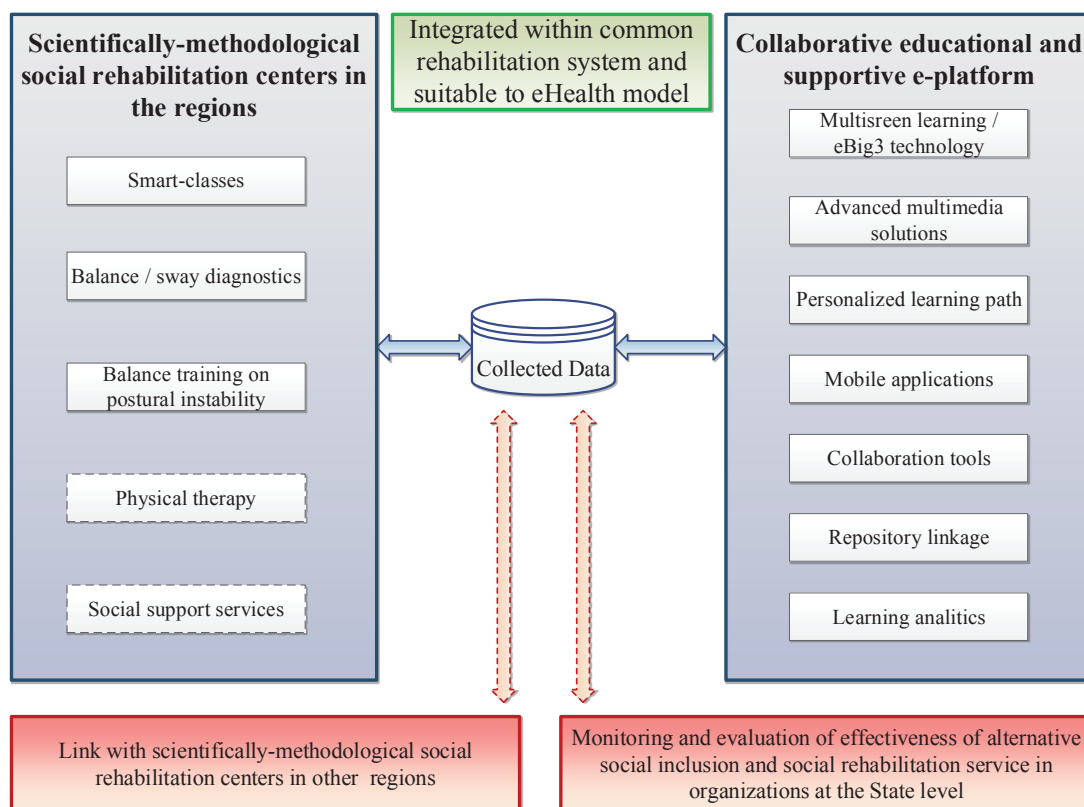 Scientifically-methodological
social rehabilitation centers in
the regions
Smart-classes
Balance / sway diagnostics
Balance training on
postural instability
Physical therapy
Social support services
Integrated within common
rehabilitation system and
suitable to eHealth model
Collected Data
Collaborative educational and
supportive e-platform
Multisreen learning /
eBig3 technology
Advanced multimedia
solutions
Personalized learning path
Mobile applications
Collaboration tools
Repository linkage
Learning analitics
Link with scientifically-methodological social
rehabilitation centers in other regions
Monitoring and evaluation of effectiveness of alternative
social inclusion and social rehabilitation service in
organizations at the State level